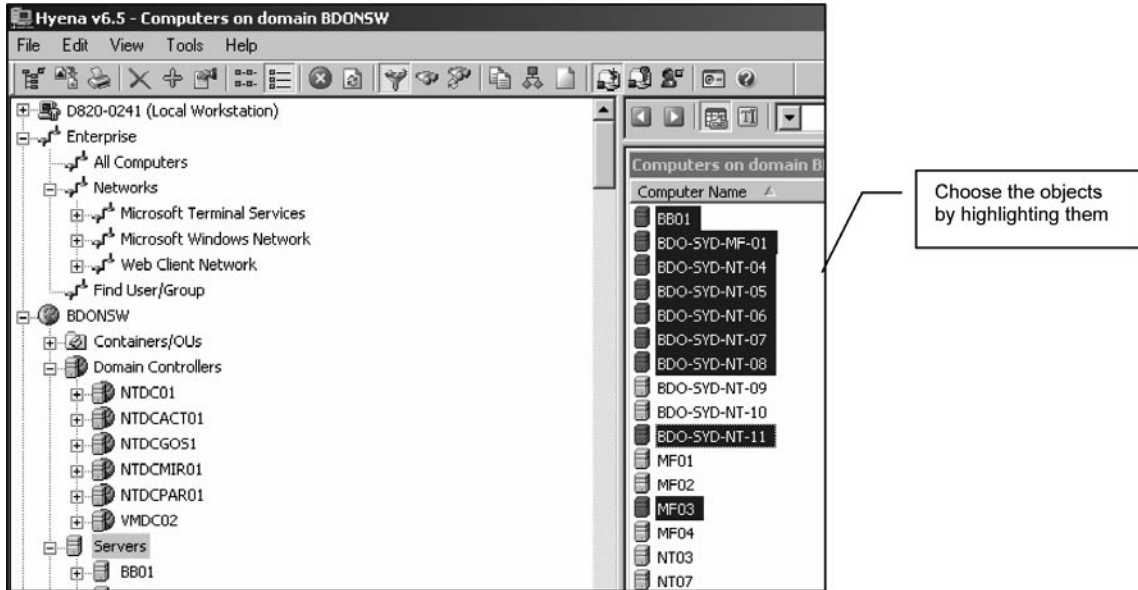 Hyena v6.5 - Computers on domain BDONSW
File Edit View Tools Help
D820-0241 (Local Workstation)
Enterprise
All Computers
Networks
Microsoft Terminal Services
Microsoft Windows Network
Web Client Network
Find User/Group
BDONSW
Containers/OUs
Domain Controllers
NTDC01
NTDCACT01
NTDCGOS1
NTDCMIR01
NTDCPAR01
VMDC02
Servers
BB01
Computers on domain B
Computer Name
BB01
BDO-SYD-MF-01
BDO-SYD-NT-04
BDO-SYD-NT-05
BDO-SYD-NT-06
BDO-SYD-NT-07
BDO-SYD-NT-08
BDO-SYD-NT-09
BDO-SYD-NT-10
BDO-SYD-NT-11
MF01
MF02
MF03
MF04
NT03
NT07
Choose the objects
by highlighting them